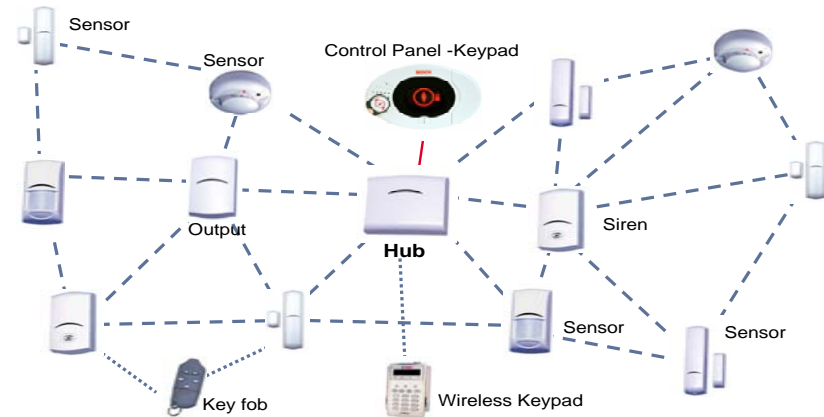 Sensor
Control Panel -Keypad
Sensor
Output
Siren
Hub
Sensor
Sensor
Key fob
Wireless Keypad